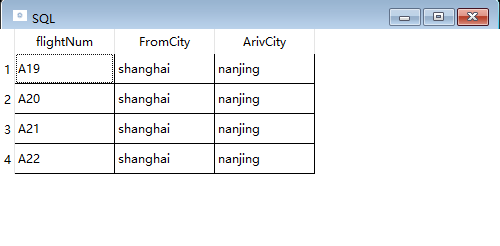 SQL
flightNum FromCity ArivCity
1 A19 shanghai nanjing
2 A20 shanghai nanjing
3 A21 shanghai nanjing
4 A22 shanghai nanjing